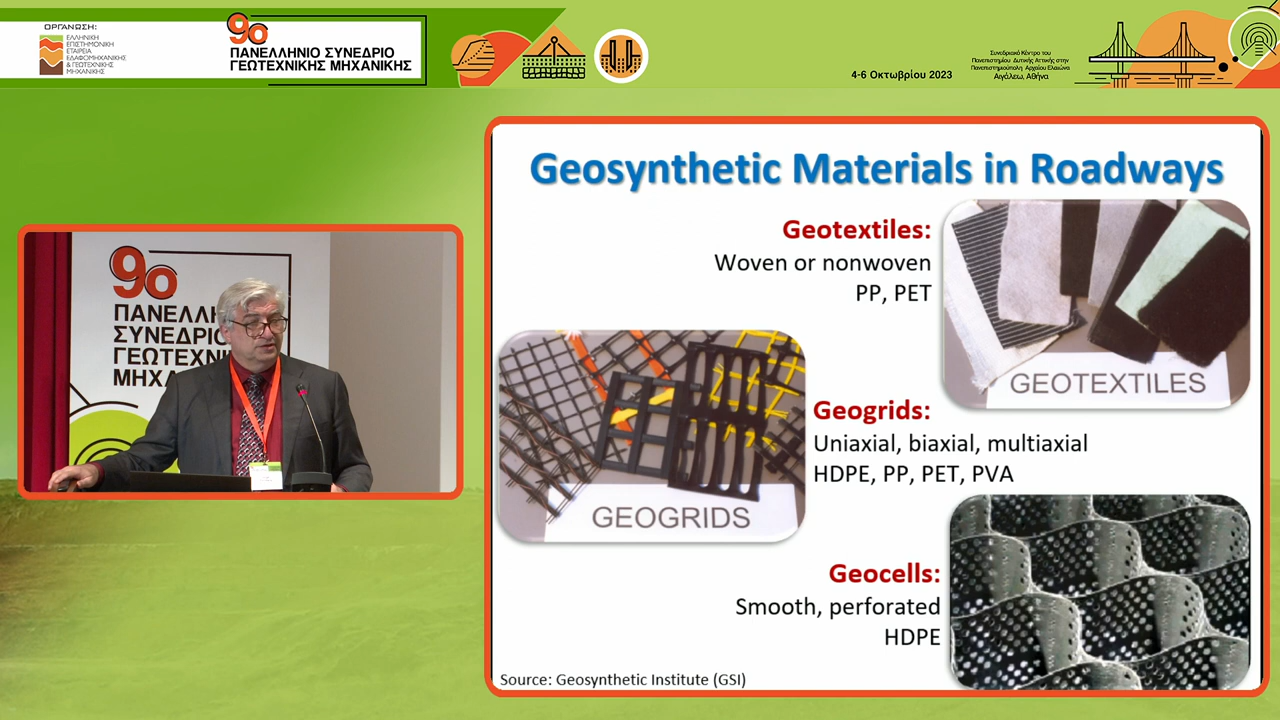 ΟΡΓΑΝΩΣΗ:
ΕΛΛΗΝΙΚΗ
ΕΠΙΣΤΗΜΟΝΙΚΗ
ΕΤΑΙΡΕΙΑ
ΕΔΑΦΟΜΗΧΑΝΙΚΗΣ
& ΓΕΩΤΕΧΝΙΚΗΣ
ΜΗΧΑΝΙΚΗΣ
9ο
ΠΑΝΕΛΛΗΝΙΟ ΣΥΝΕΔΡΙΟ
ΓΕΩΤΕΧΝΙΚΗΣ ΜΗΧΑΝΙΚΗΣ
4-6 Οκτωβρίου 2023
Συνεδριακό Κέντρο του
Πανεπιστημίου Δυτικής Αττικής στην
Πανεπιστημιούπολη Αρχαίου Ελαιώνα
Αιγάλεω, Αθήνα
9ο
ΠΑΝΕΛΛΗ
ΣΥΝΕΔΡΙΟ
ΓΕΩΤΕΧΝΙ
ΜΗΧΑ
Geosynthetic Materials in Roadways
Geotextiles:
Woven or nonwoven
PP, PET
GEOTEXTILES
Geogrids:
Uniaxial, biaxial, multiaxial
HDPE, PP, PET, PVA
GEOGRIDS
Geocells:
Smooth, perforated
HDPE
Source: Geosynthetic Institute (GSI)